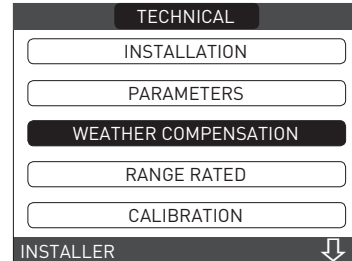 TECHNICAL
INSTALLATION
PARAMETERS
WEATHER COMPENSATION
RANGE RATED
CALIBRATION
INSTALLER